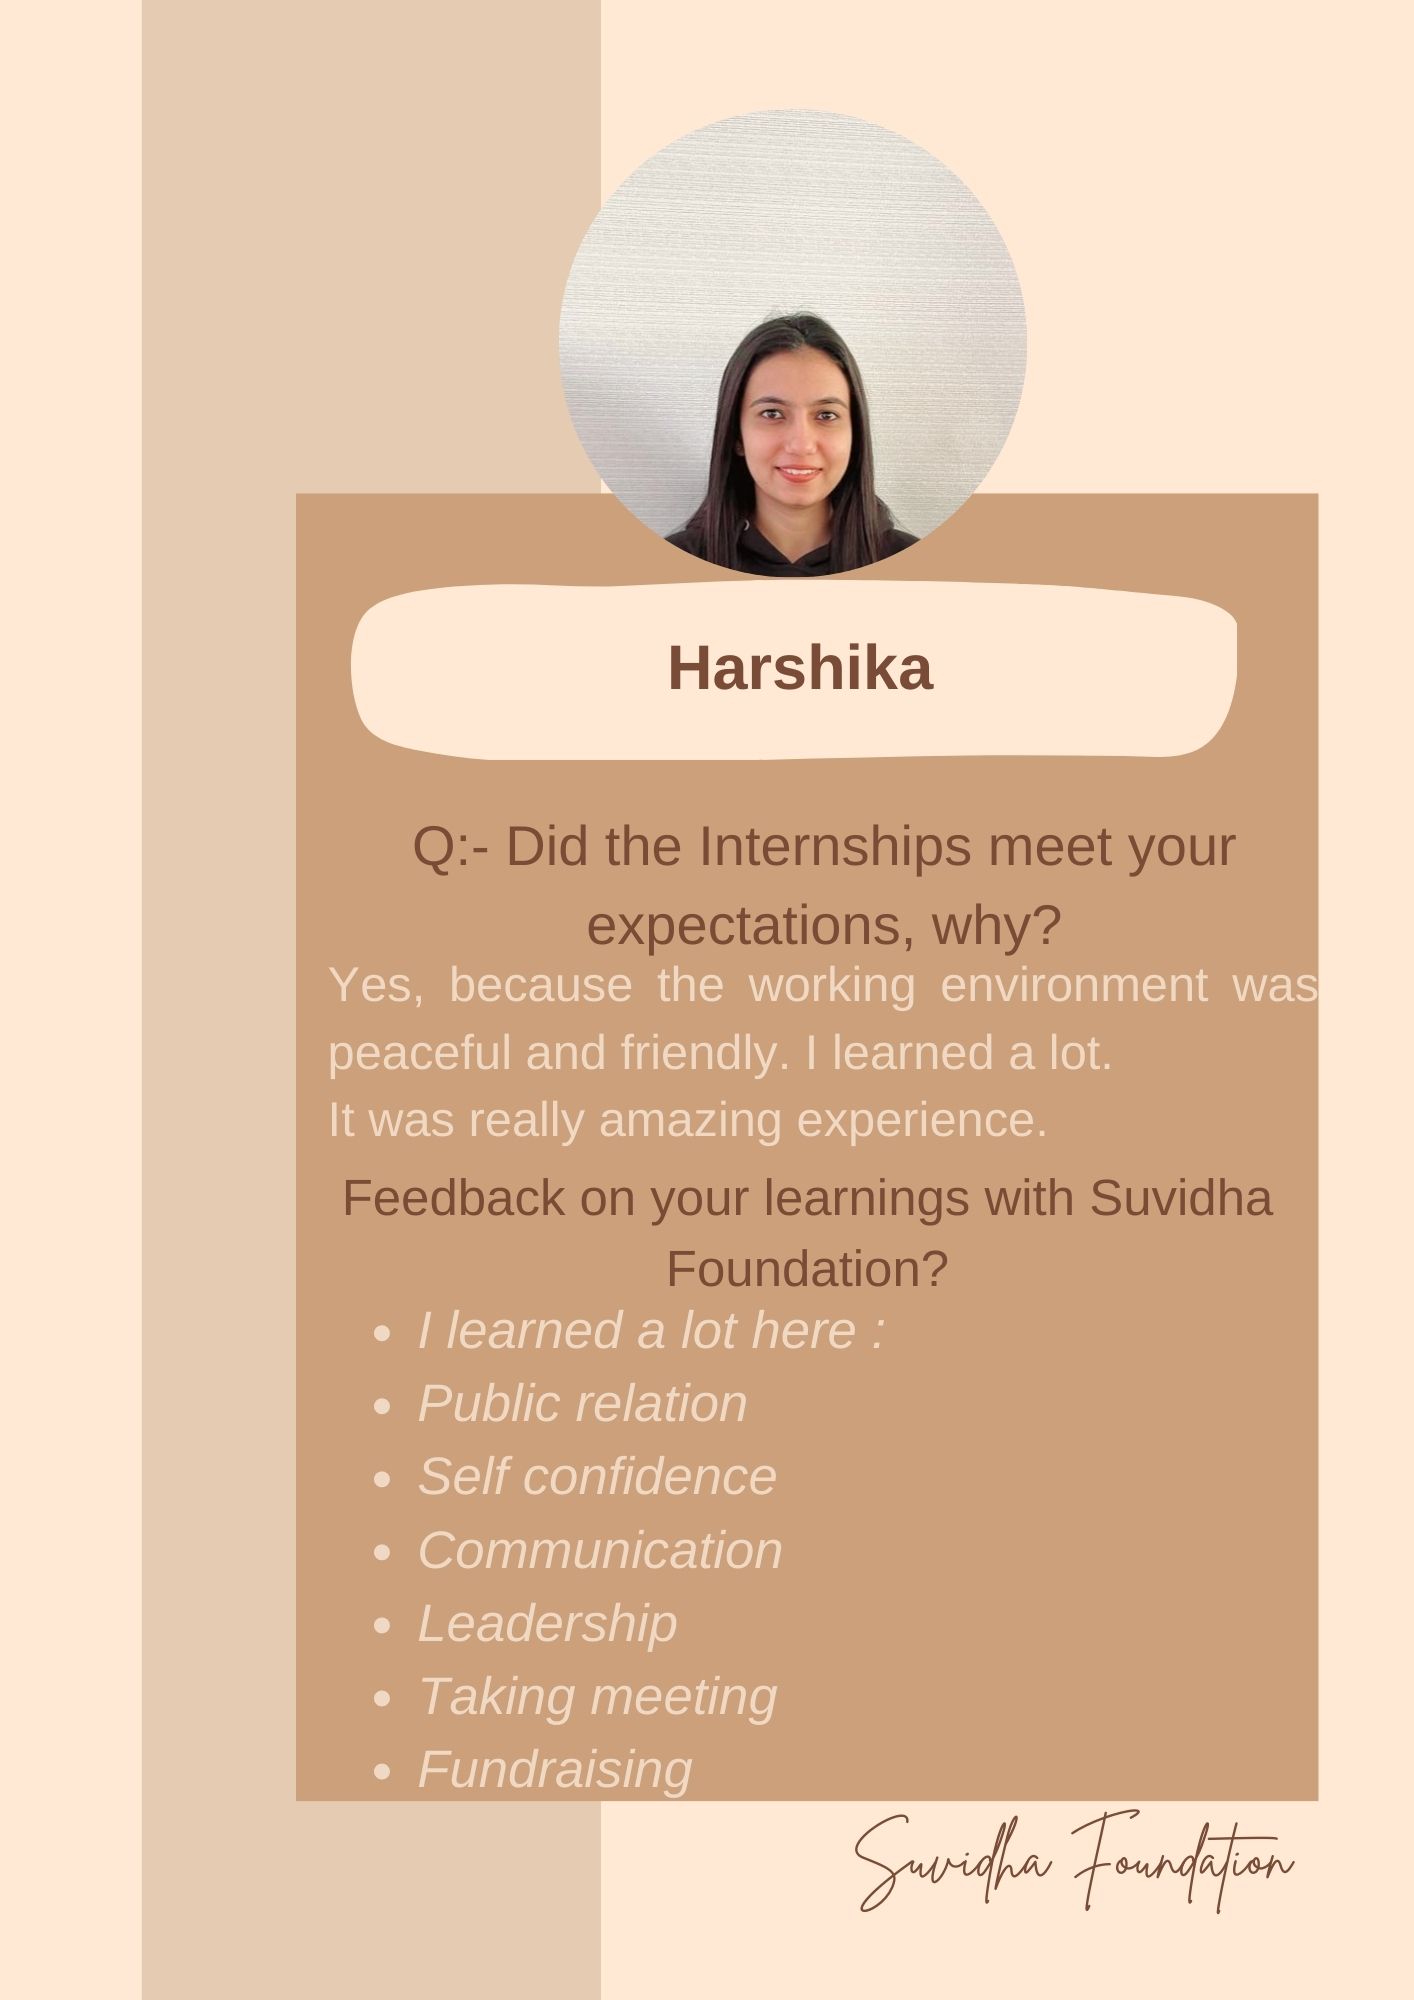 Harshika
Q:- Did the Internships meet your
expectations, why?
Yes, because the working environment was
peaceful and friendly. I learned a lot.
It was really amazing experience.
Feedback on your learnings with Suvidha
Foundation?
• I learned a lot here :
• Public relation
• Self confidence
• Communication
• Leadership
• Taking meeting
• Fundraising
Suvidha Foundation